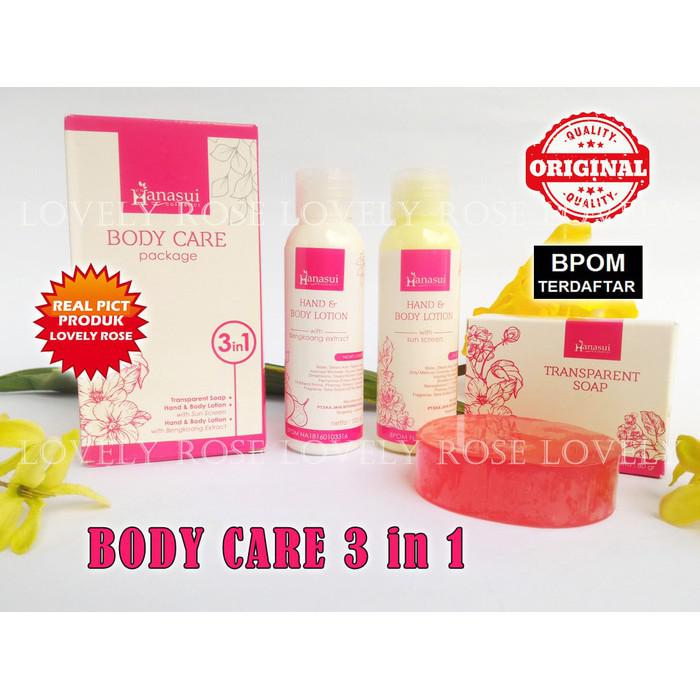 QUALITY
ORIGINAL
QUALITY
BPOM
TERDAFTAR
Hanasui
COSMETICS
BODY CARE
package
3in1
Transparent Soap
Hand & Body Lotion
with Sun Screen
Hand & Body Lotion
with Bengkoang Extract
REAL PICT
PRODUK
LOVELY ROSE
Hanasui
HAND &
BODY LOTION
with
bengkoang extract
BPOM NA18160103316
Hanasui
HAND &
BODY LOTION
with
sun screen
Hanasui
TRANSPARENT
SOAP
LOVELY ROSE LOVELY ROSE LOVELY
LOVELY ROSE LOVELY ROSE LOVELY
BODY CARE 3 in 1